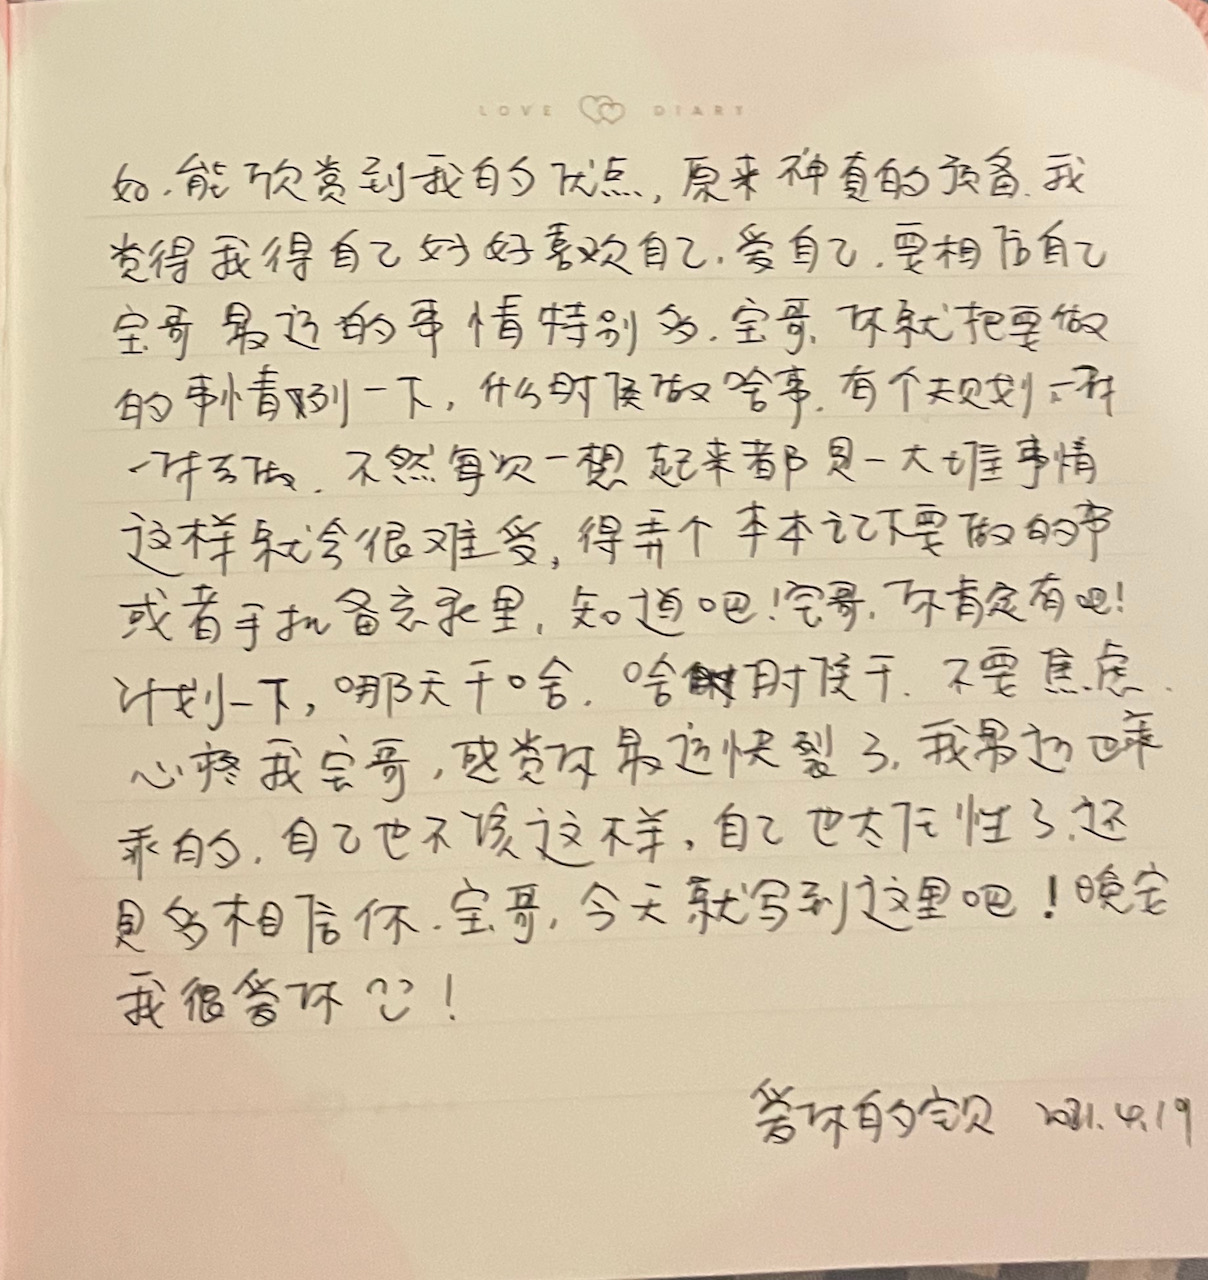 LOVE DIARY
如.能欣赏到我的优点,原来神真的预备.我
觉得我得自己好好喜欢自己.爱自己.要相信自己
宝哥最近的事情特别多.宝哥,你就把要做
的事情列一下,什么时候做啥事.有个规划一件
一件去做.不然每次一想起来都是一大堆事情
这样就会很难受,得弄个本本记下要做的事
或者手机备忘录里,知道吧!宝哥,你肯定有吧!
计划一下,哪天干啥.啥时候干.不要焦虑.
心疼我宝哥,感觉你最近快裂了,我最近也乖
乖的.自己也不该这样,自己也太任性了.还
是多相信你.宝哥,今天就写到这里吧!晚安
我很爱你!
爱你的宝贝 2021.4.19